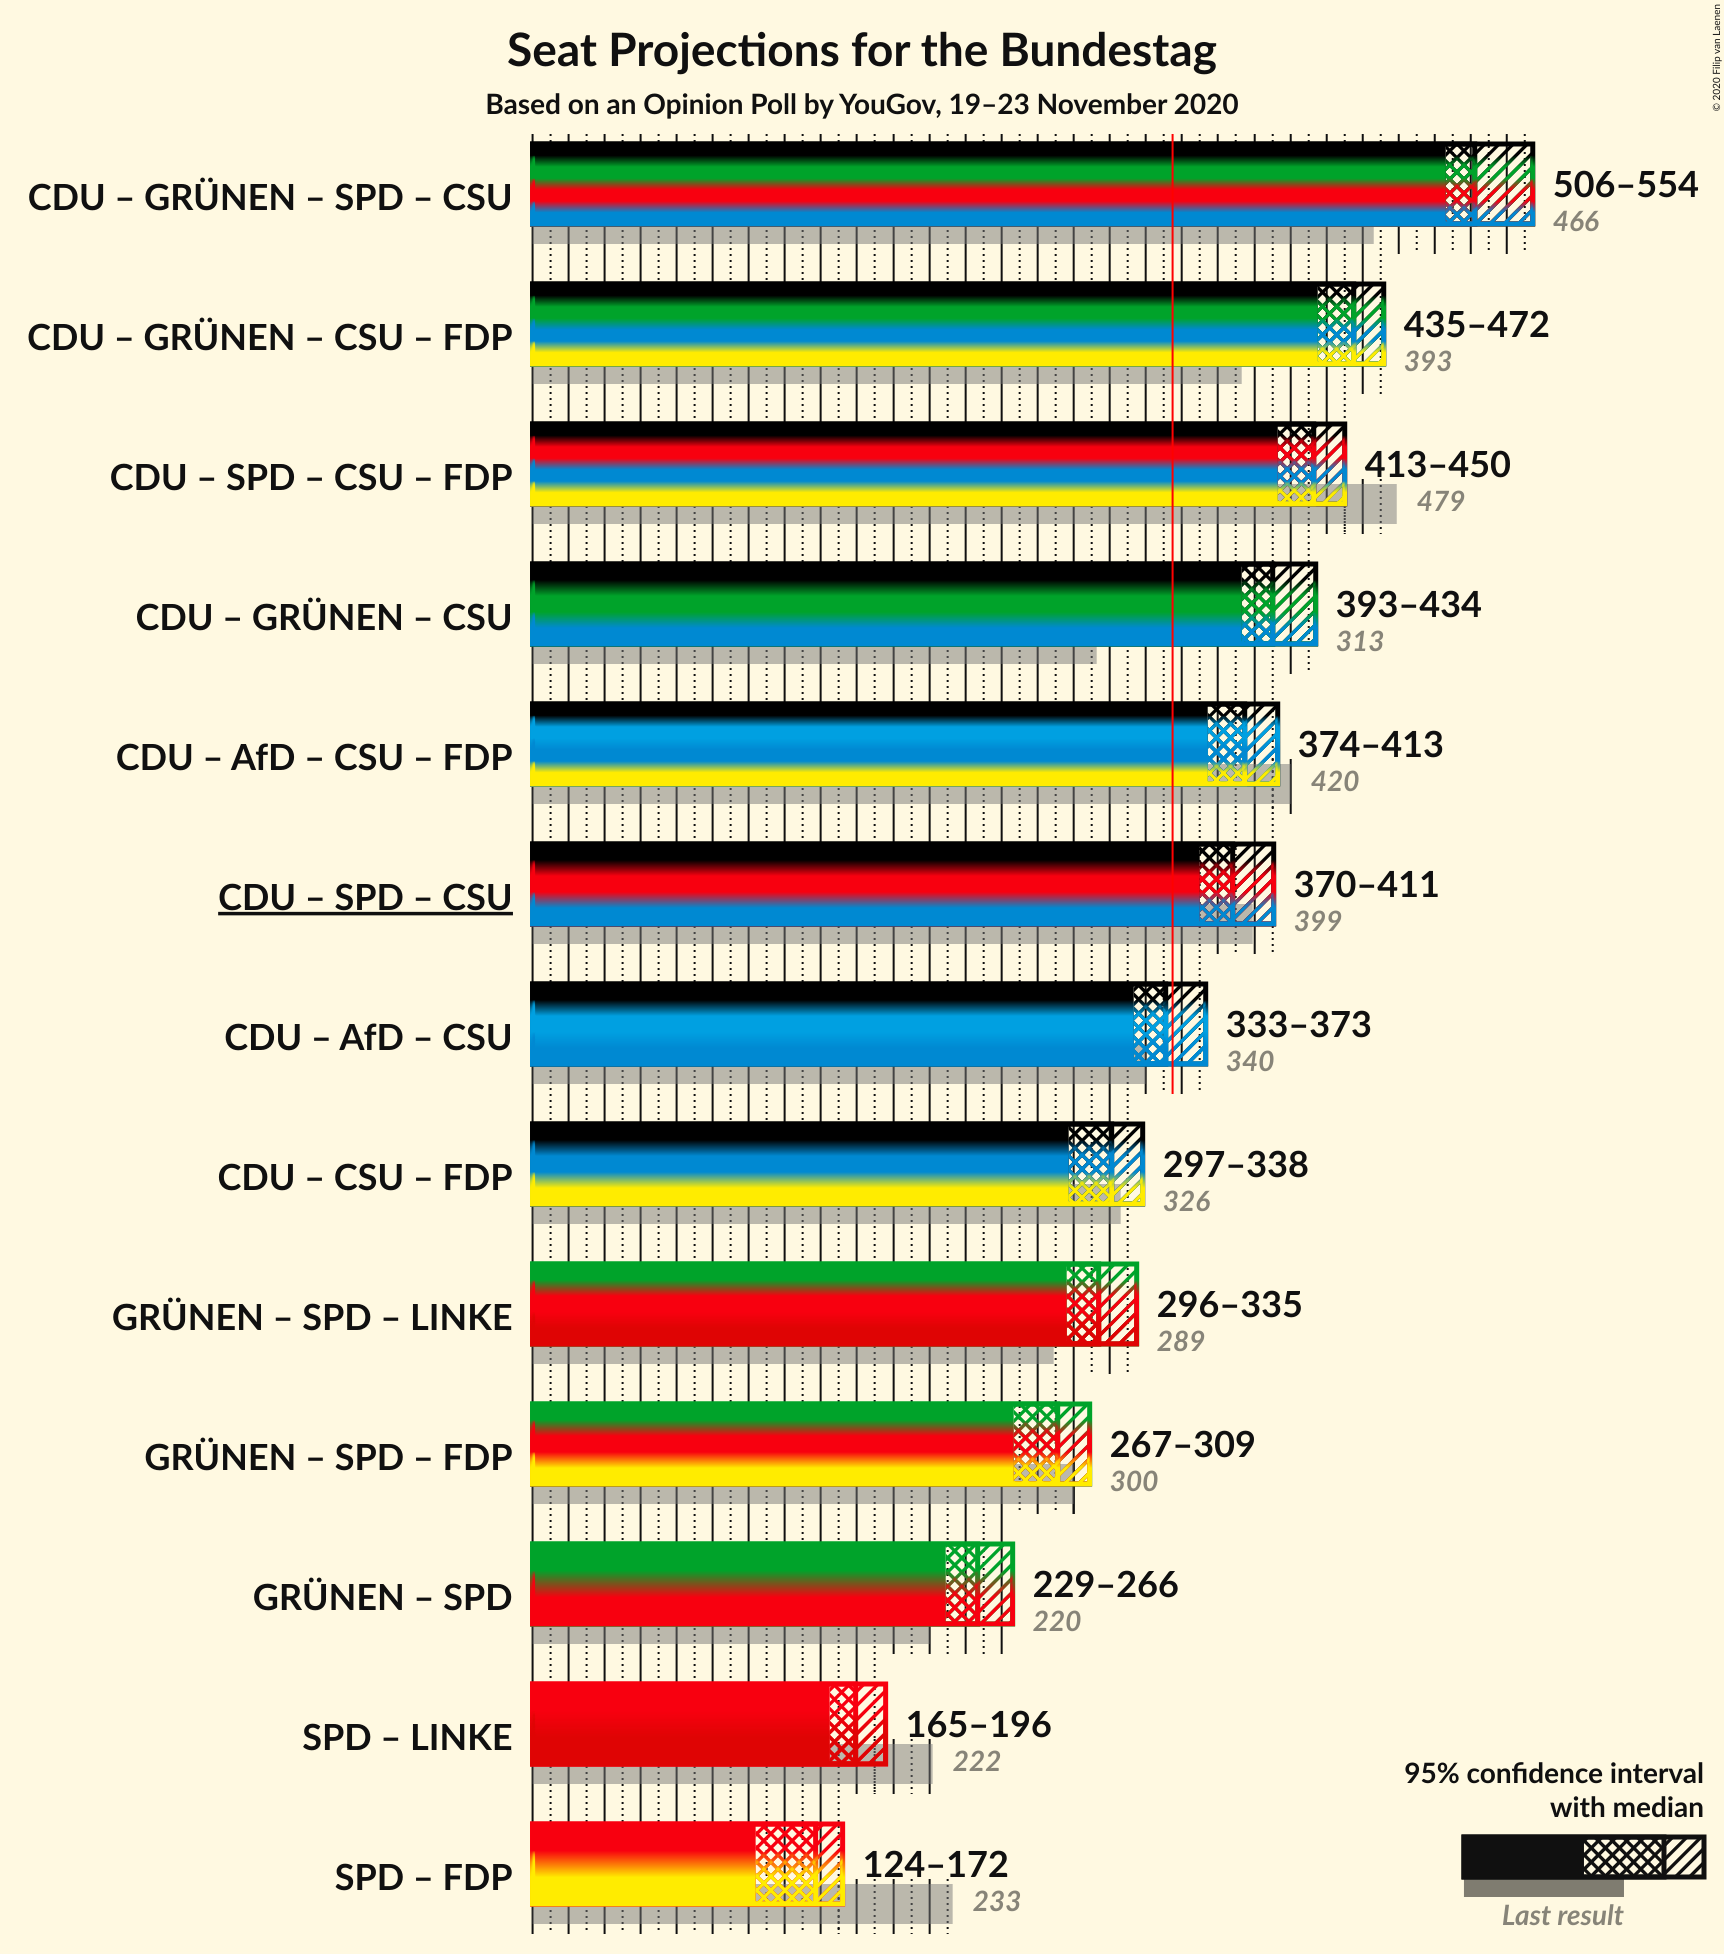 Seat Projections for the Bundestag
Based on an Opinion Poll by YouGov, 19–23 November 2020
© 2020 Filip van Laenen
CDU – GRÜNEN – SPD – CSU
506–554
466
CDU – GRÜNEN – CSU – FDP
435–472
393
CDU – SPD – CSU – FDP
413–450
479
CDU – GRÜNEN – CSU
393–434
313
CDU – AfD – CSU – FDP
374–413
420
CDU – SPD – CSU
370–411
399
CDU – AfD – CSU
333–373
340
CDU – CSU – FDP
297–338
326
GRÜNEN – SPD – LINKE
296–335
289
GRÜNEN – SPD – FDP
267–309
300
GRÜNEN – SPD
229–266
220
SPD – LINKE
165–196
222
SPD – FDP
124–172
233
95% confidence interval
with median
Last result